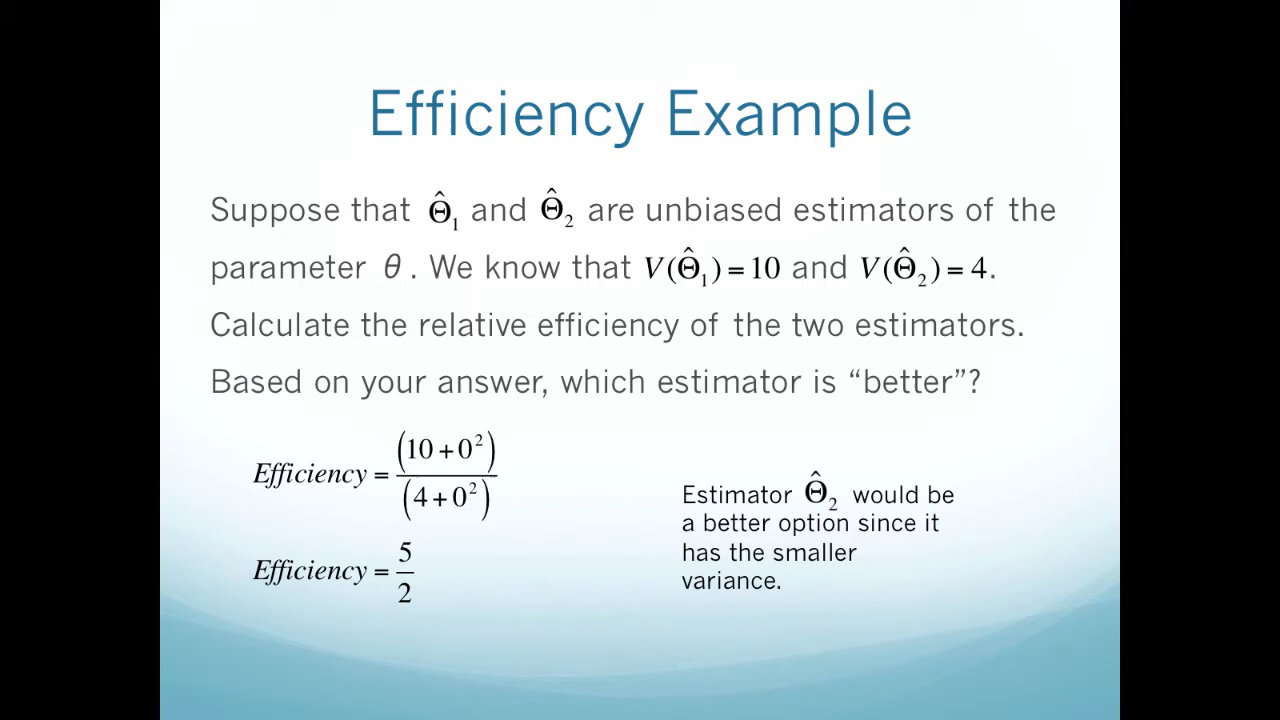 Efficiency Example
Suppose that Θ̂₁ and Θ̂₂ are unbiased estimators of the
parameter θ. We know that V(Θ̂₁) = 10 and V(Θ̂₂) = 4.
Calculate the relative efficiency of the two estimators.
Based on your answer, which estimator is “better”?
Efficiency = (10 + 0²) / (4 + 0²)
Efficiency = 5 / 2
Estimator Θ̂₂ would be
a better option since it
has the smaller
variance.